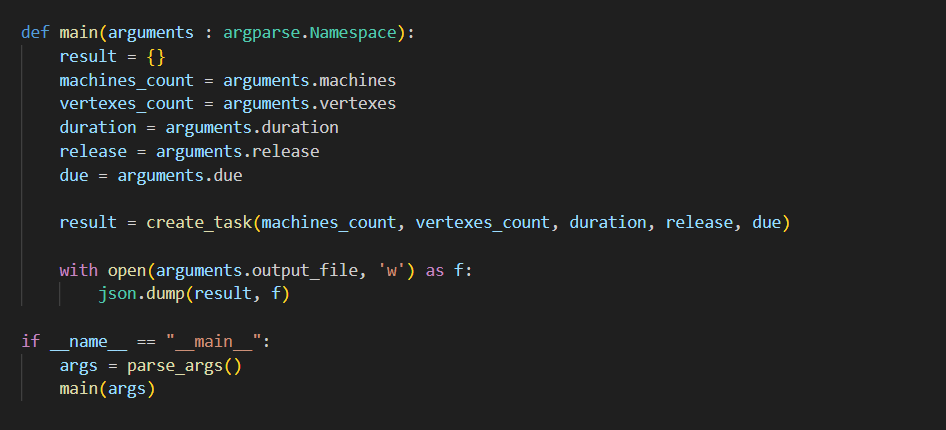 def main(arguments : argparse.Namespace):
    result = {}
    machines_count = arguments.machines
    vertexes_count = arguments.vertexes
    duration = arguments.duration
    release = arguments.release
    due = arguments.due

    result = create_task(machines_count, vertexes_count, duration, release, due)

    with open(arguments.output_file, 'w') as f:
        json.dump(result, f)

if __name__ == "__main__":
    args = parse_args()
    main(args)